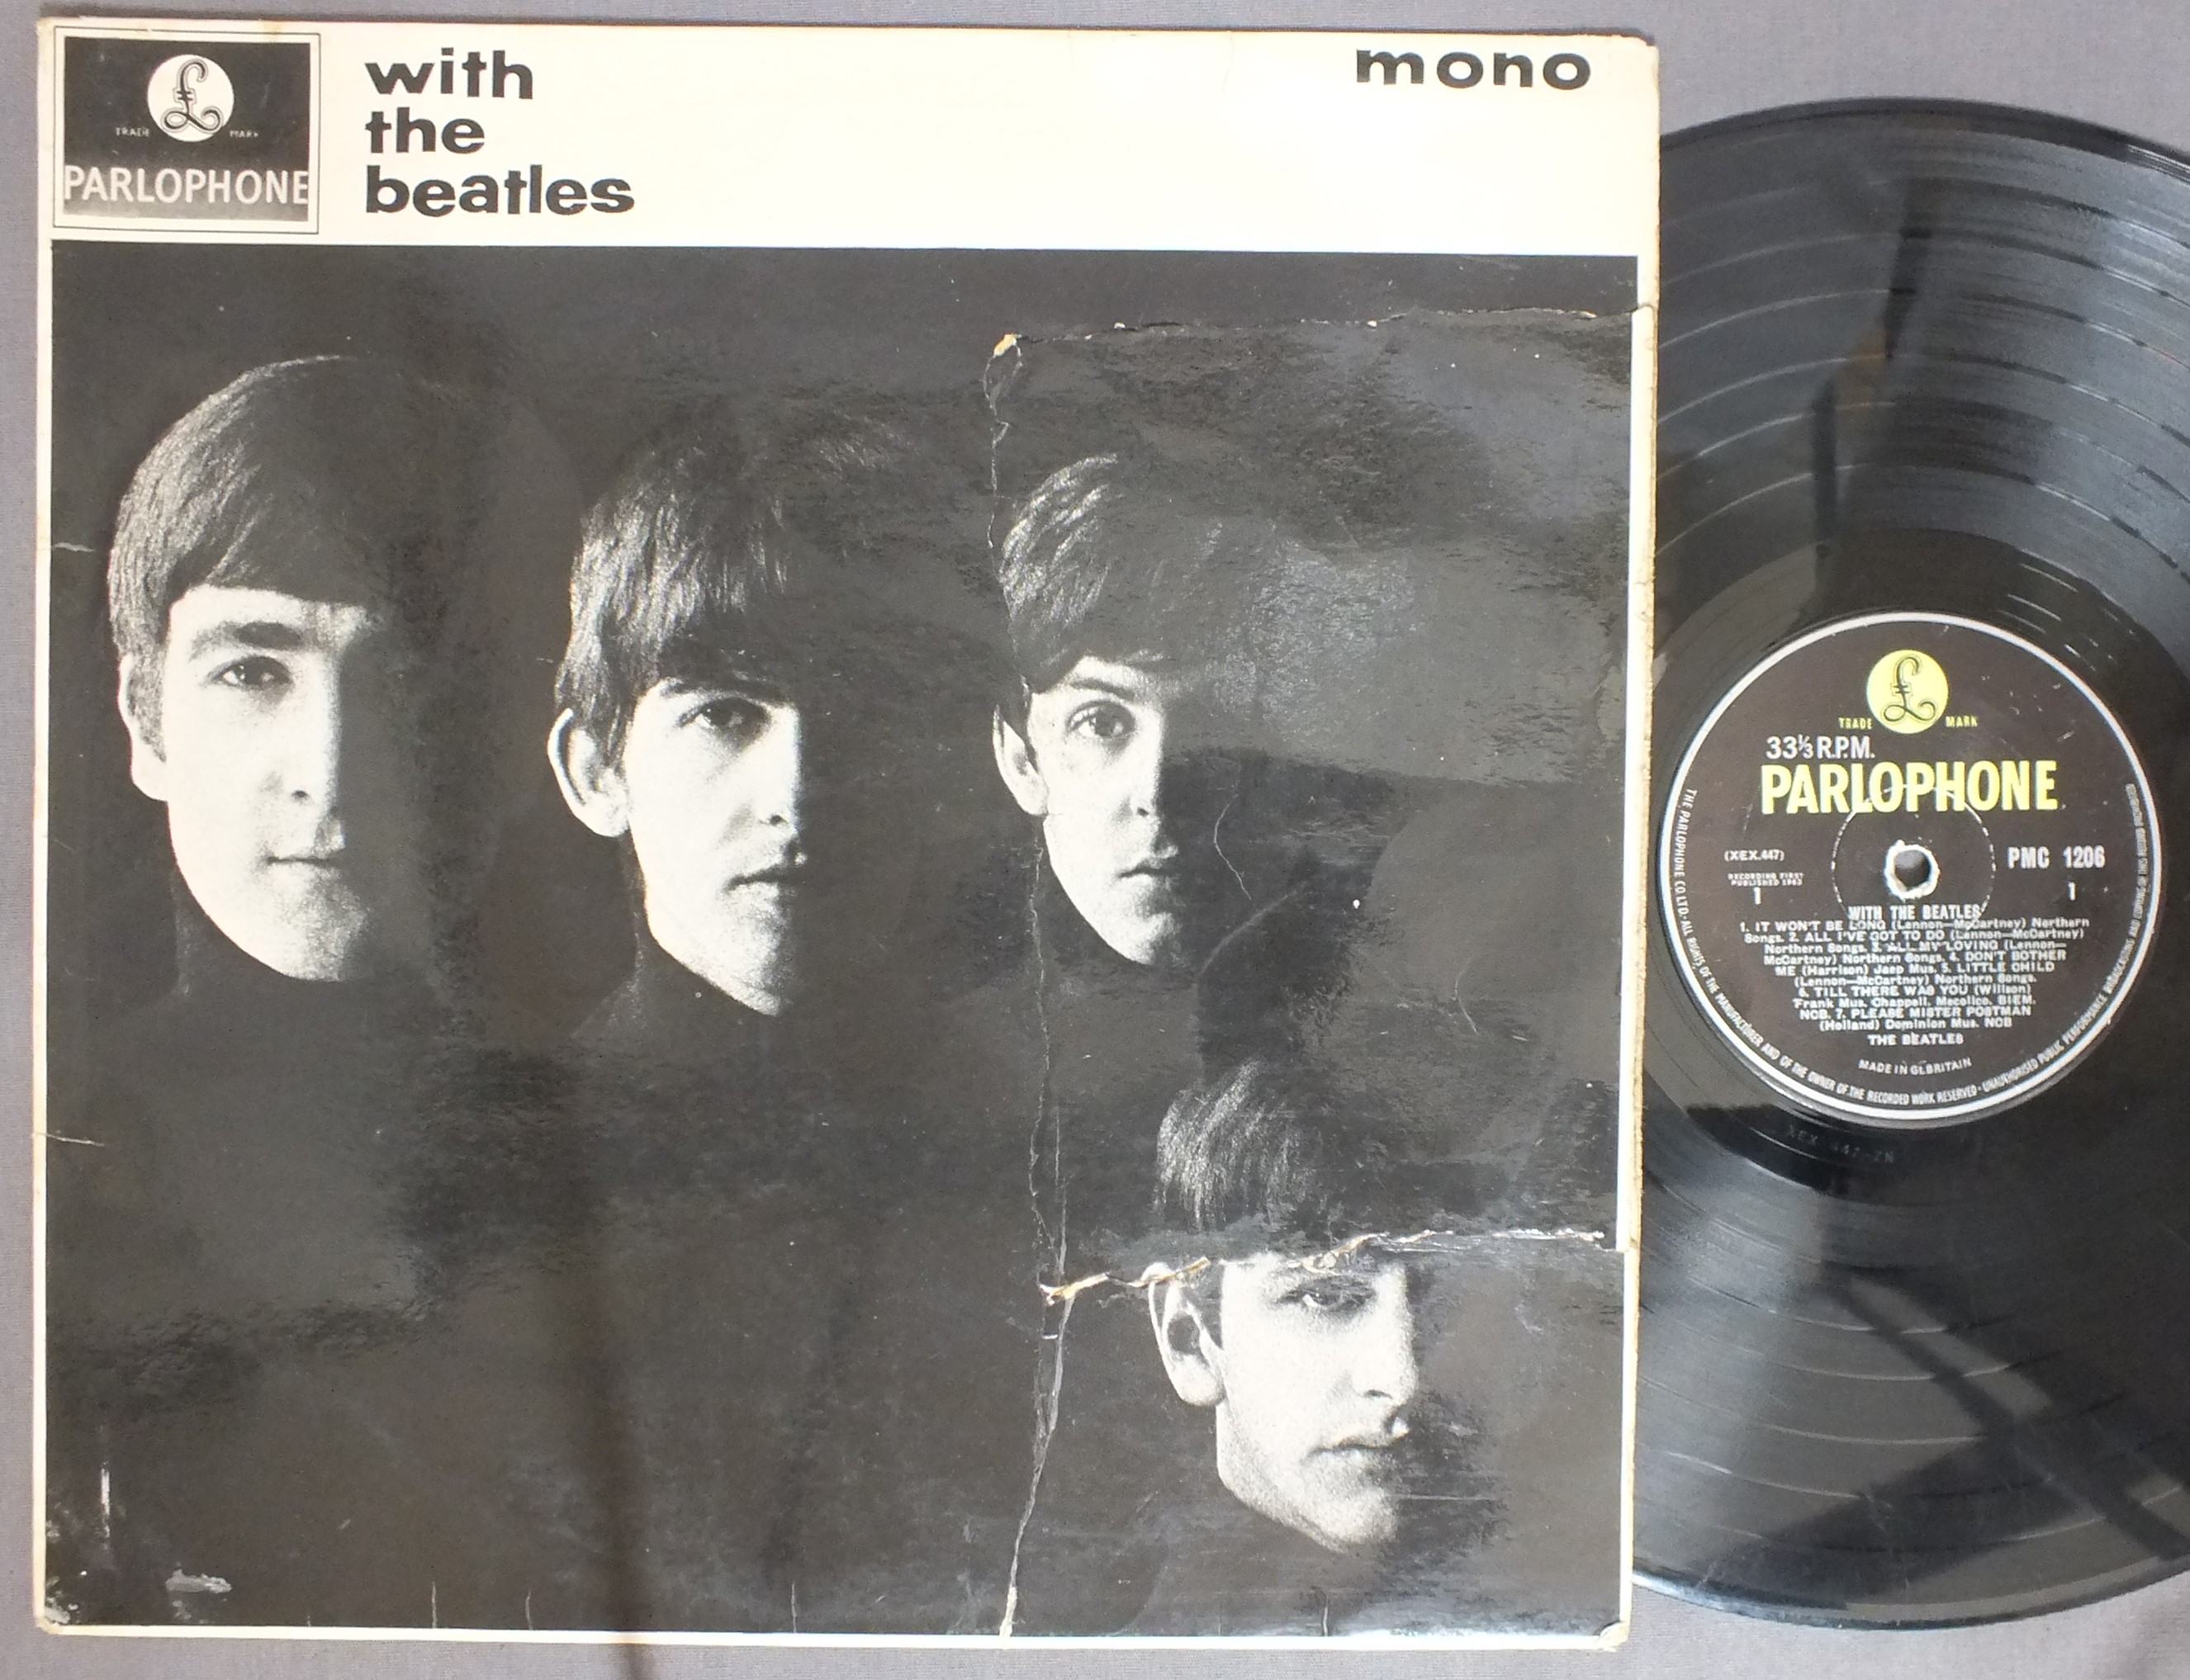 TRADE MARK
PARLOPHONE
with
the
beatles
mono
TRADE MARK
33⅓ R.P.M.
PARLOPHONE
(XEX.447)
PMC 1206
RECORDING FIRST
PUBLISHED 1963
1
1
WITH THE BEATLES
1. IT WON'T BE LONG (Lennon—McCartney) Northern
Songs. 2. ALL I'VE GOT TO DO (Lennon—McCartney)
Northern Songs. 3. ALL MY LOVING (Lennon—
McCartney) Northern Songs. 4. DON'T BOTHER
ME (Harrison) Jaep Mus. 5. LITTLE CHILD
(Lennon—McCartney) Northern Songs.
6. TILL THERE WAS YOU (Willson)
Frank Mus. Chappell. Mecolico. BIEM.
NCB. 7. PLEASE MISTER POSTMAN
(Holland) Dominion Mus. NCB
THE BEATLES
MADE IN GT. BRITAIN
THE PARLOPHONE CO. LTD. ALL RIGHTS OF THE MANUFACTURER AND OF THE OWNER OF THE RECORDED WORK RESERVED · UNAUTHORISED PUBLIC PERFORMANCE BROADCASTING AND COPYING OF THIS
XEX 447-7N